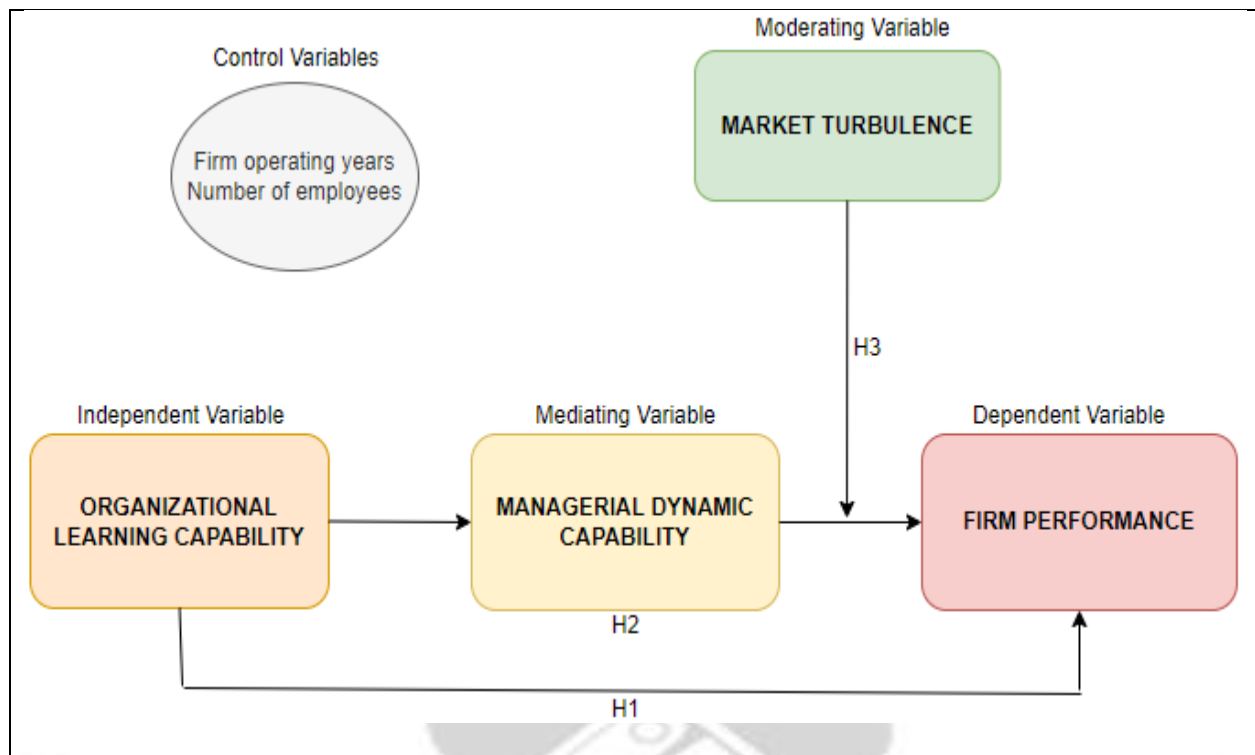 Moderating Variable
Control Variables
MARKET TURBULENCE
Firm operating years
Number of employees
H3
Independent Variable
Mediating Variable
Dependent Variable
ORGANIZATIONAL
LEARNING CAPABILITY
MANAGERIAL DYNAMIC
CAPABILITY
FIRM PERFORMANCE
H2
H1